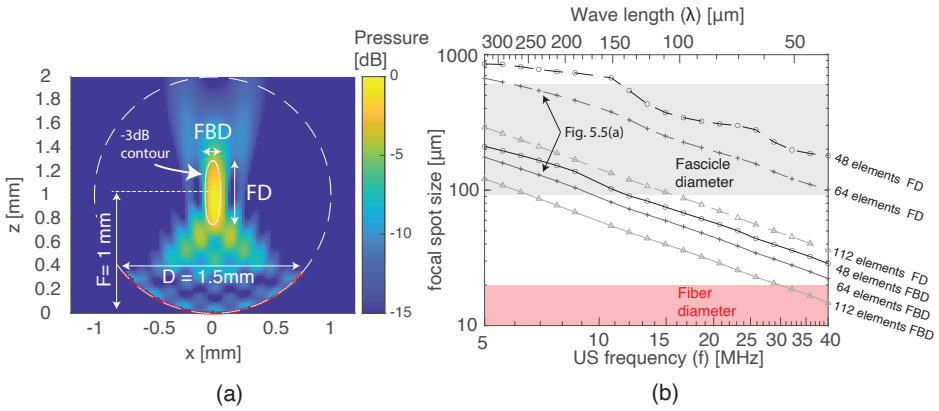 Pressure
[dB]
2
1.8
1.6
1.4
1.2
1
0.8
0.6
0.4
0.2
0
z [mm]
-3dB
contour
FBD
FD
F= 1 mm
D = 1.5mm
-1
0
1
x [mm]
0
-5
-10
-15
(a)
Wave length (λ) [μm]
300 250 200 150 100 50
1000
100
10
focal spot size [μm]
Fig. 5.5(a)
Fascicle
diameter
Fiber
diameter
48 elements FD
64 elements FD
112 elements FD
48 elements FBD
64 elements FBD
112 elements FBD
5 10 15 20 25 30 35 40
US frequency (f) [MHz]
(b)